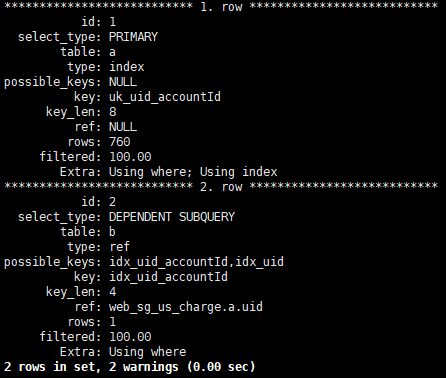 *************************** 1. row ***************************
           id: 1
  select_type: PRIMARY
        table: a
         type: index
possible_keys: NULL
          key: uk_uid_accountId
      key_len: 8
          ref: NULL
         rows: 760
     filtered: 100.00
        Extra: Using where; Using index
*************************** 2. row ***************************
           id: 2
  select_type: DEPENDENT SUBQUERY
        table: b
         type: ref
possible_keys: idx_uid_accountId,idx_uid
          key: idx_uid_accountId
      key_len: 4
          ref: web_sg_us_charge.a.uid
         rows: 1
     filtered: 100.00
        Extra: Using where
2 rows in set, 2 warnings (0.00 sec)